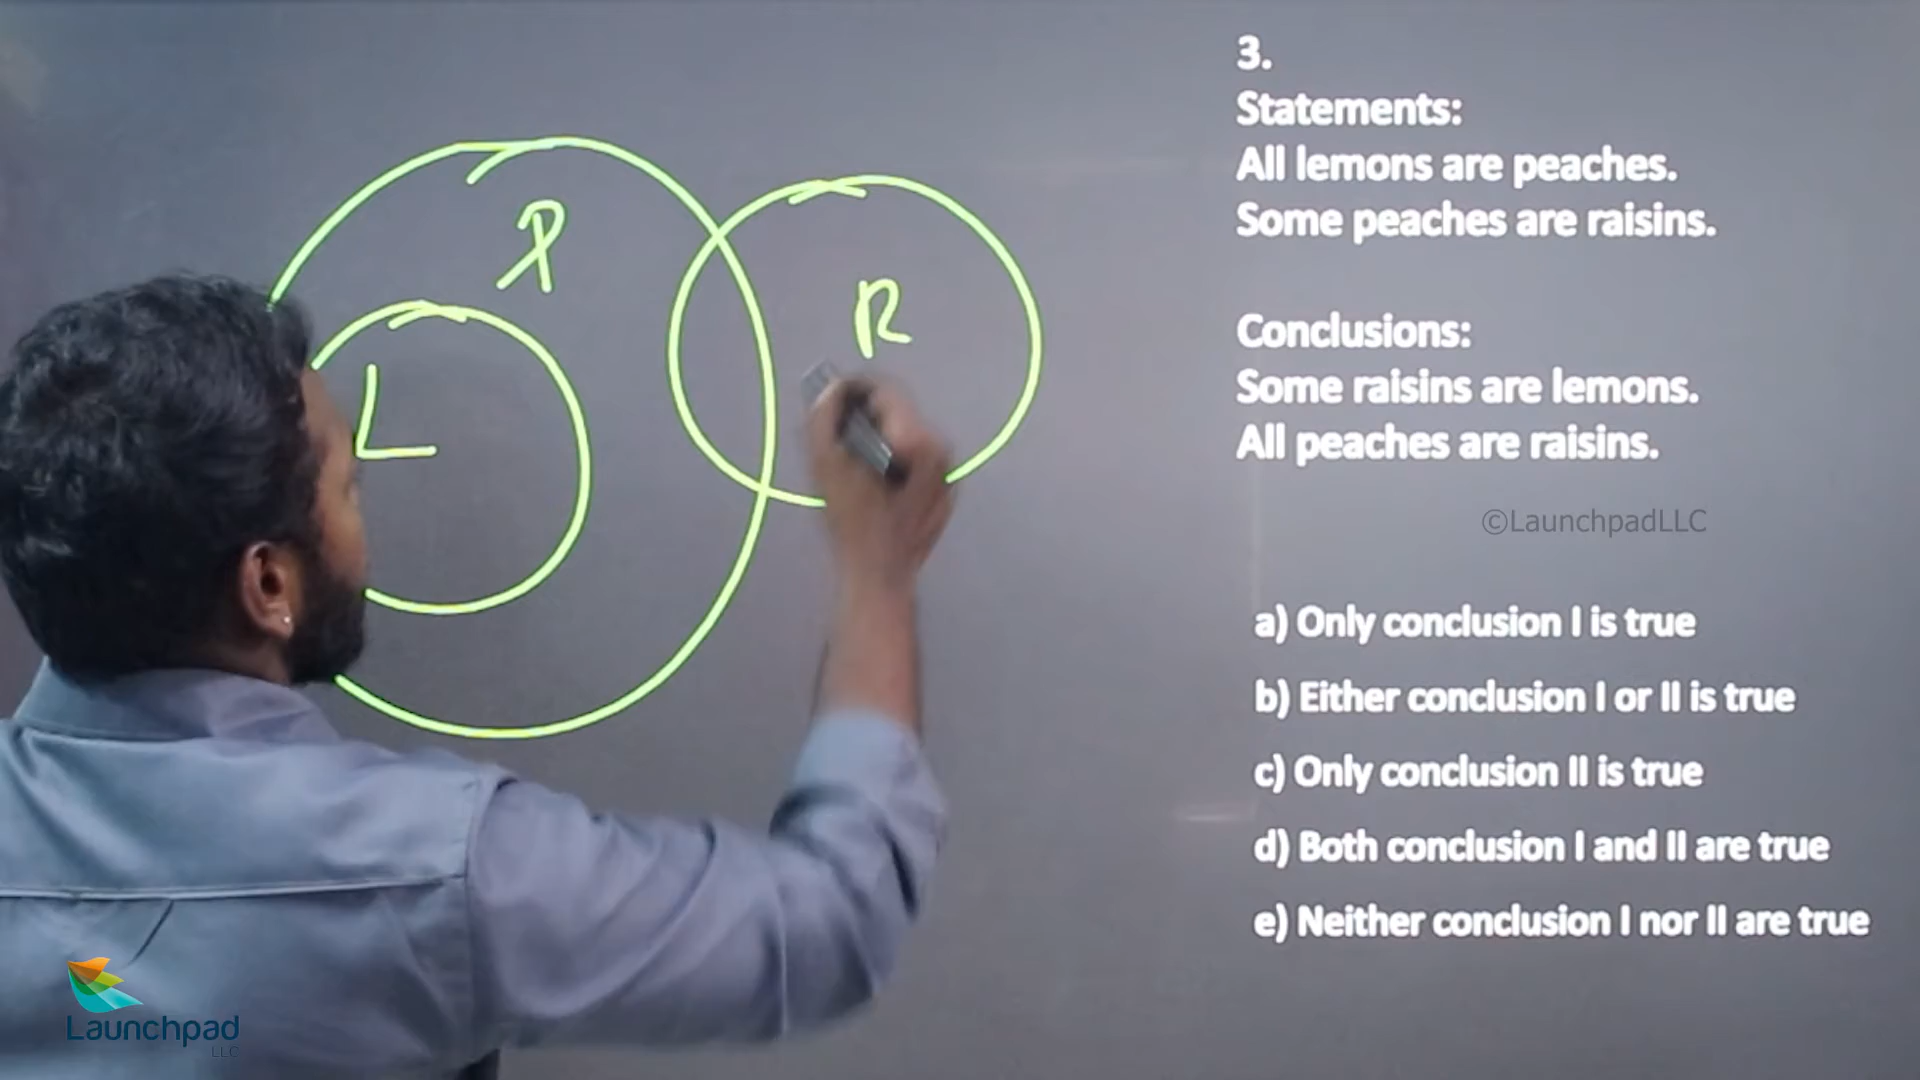 3.
Statements:
All lemons are peaches.
Some peaches are raisins.
Conclusions:
Some raisins are lemons.
All peaches are raisins.
©LaunchpadLLC
a) Only conclusion I is true
b) Either conclusion I or II is true
c) Only conclusion II is true
d) Both conclusion I and II are true
e) Neither conclusion I nor II are true
P
R
L
Launchpad
LLC